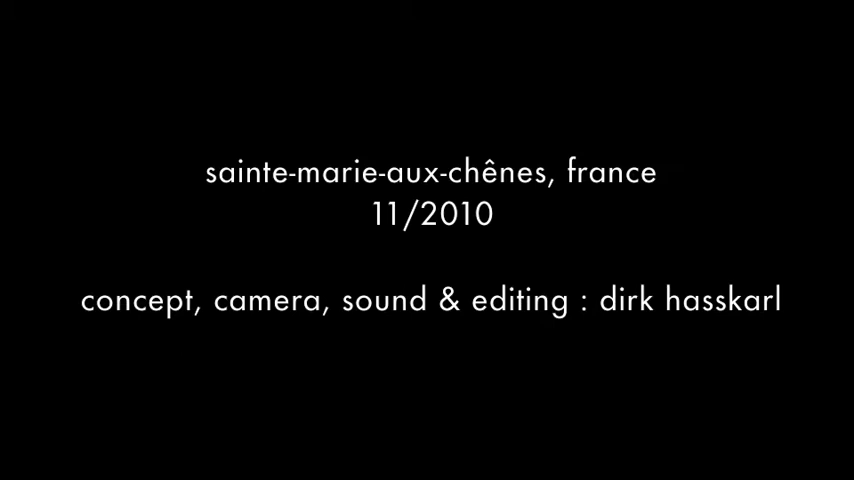 sainte-marie-aux-chênes, france
11/2010
concept, camera, sound & editing : dirk hasskarl